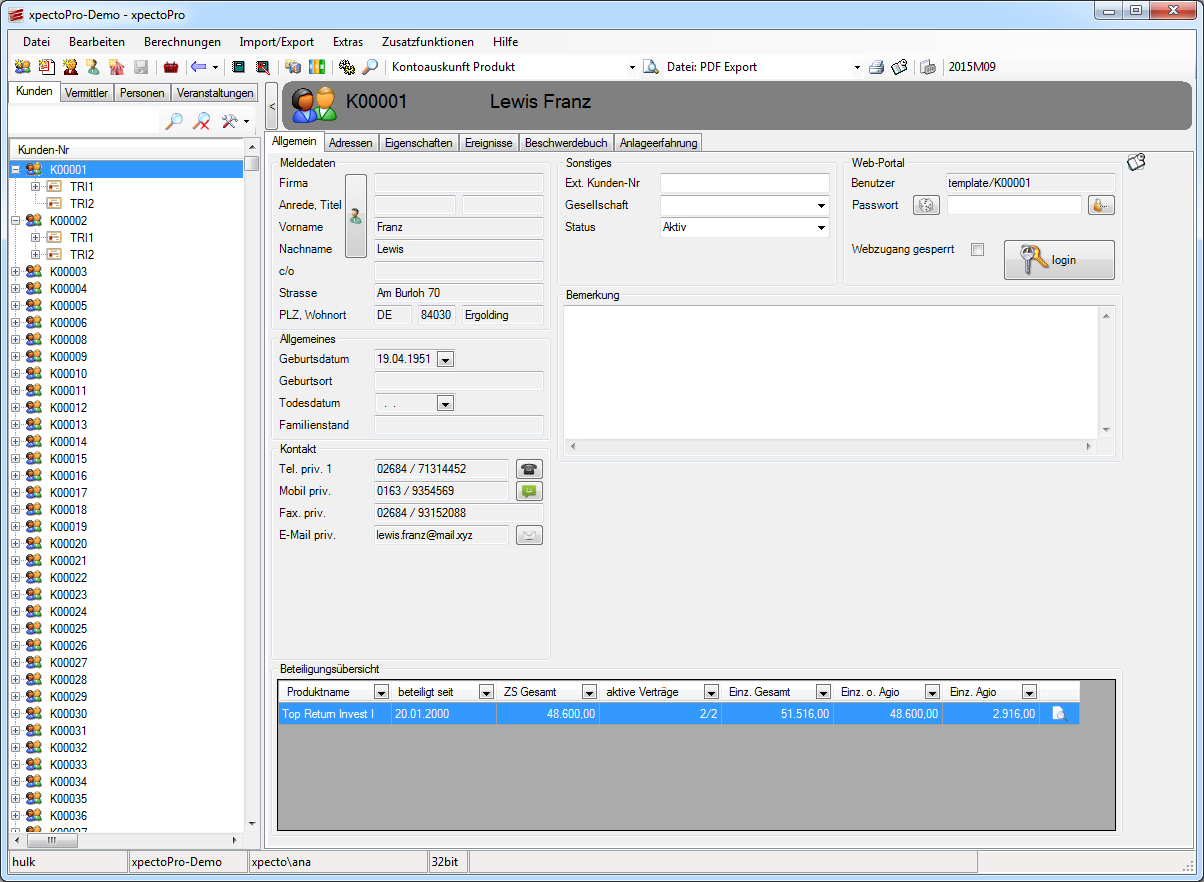 xpectoPro-Demo - xpectoPro
Datei Bearbeiten Berechnungen Import/Export Extras Zusatzfunktionen Hilfe
Kontoauskunft Produkt Datei: PDF Export 2015M09
Kunden Vermittler Personen Veranstaltungen
<
K00001 Lewis Franz
Allgemein Adressen Eigenschaften Ereignisse Beschwerdebuch Anlageerfahrung
Kunden-Nr
K00001
TRI1
TRI2
K00002
TRI1
TRI2
K00003
K00004
K00005
K00006
K00008
K00009
K00010
K00011
K00012
K00013
K00014
K00015
K00016
K00017
K00018
K00019
K00020
K00021
K00022
K00023
K00024
K00025
K00026
K00027
K00028
K00029
K00030
K00031
K00032
K00033
K00034
K00035
K00036
K00037
Meldedaten
Firma
Anrede, Titel
Vorname Franz
Nachname Lewis
c/o
Strasse Am Burloh 70
PLZ, Wohnort DE 84030 Ergolding
Allgemeines
Geburtsdatum 19.04.1951
Geburtsort
Todesdatum . .
Familienstand
Kontakt
Tel. priv. 1 02684 / 71314452
Mobil priv. 0163 / 9354569
Fax. priv. 02684 / 93152088
E-Mail priv. lewis.franz@mail.xyz
Sonstiges
Ext. Kunden-Nr
Gesellschaft
Status Aktiv
Web-Portal
Benutzer template/K00001
Passwort
Webzugang gesperrt
login
Bemerkung
Beteiligungsübersicht
Produktname beteiligt seit ZS Gesamt aktive Verträge Einz. Gesamt Einz. o. Agio Einz. Agio
Top Return Invest I 20.01.2000 48.600,00 2/2 51.516,00 48.600,00 2.916,00
hulk xpectoPro-Demo xpecto\ana 32bit